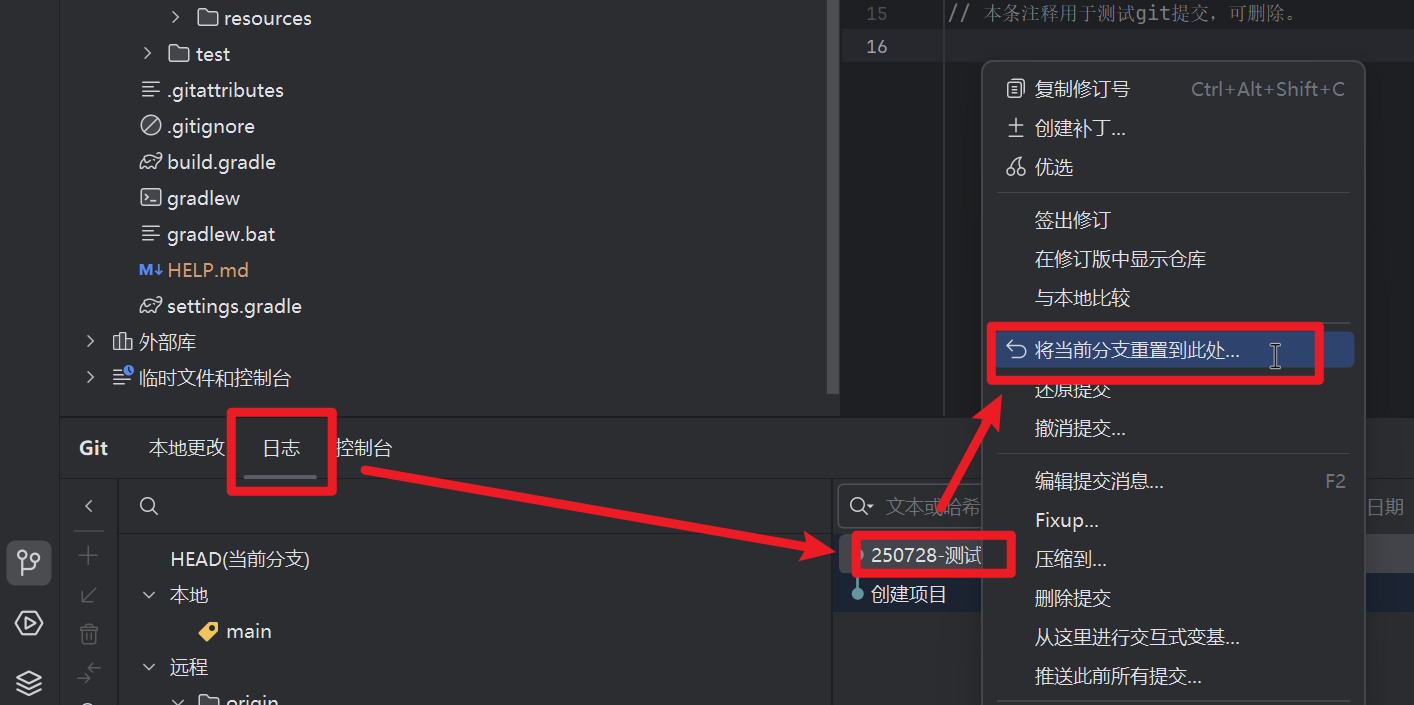 resources
test
.gitattributes
.gitignore
build.gradle
gradlew
gradlew.bat
M↓ HELP.md
settings.gradle
外部库
临时文件和控制台
15 // 本条注释用于测试git提交，可删除。
16
复制修订号 Ctrl+Alt+Shift+C
创建补丁...
优选
签出修订
在修订版中显示仓库
与本地比较
将当前分支重置到此处...
还原提交
撤消提交...
编辑提交消息... F2
Fixup...
压缩到...
删除提交
从这里进行交互式变基...
推送此前所有提交...
Git 本地更改 日志 控制台
HEAD(当前分支)
本地
main
远程
origin
文本或哈希
日期
250728-测试
创建项目